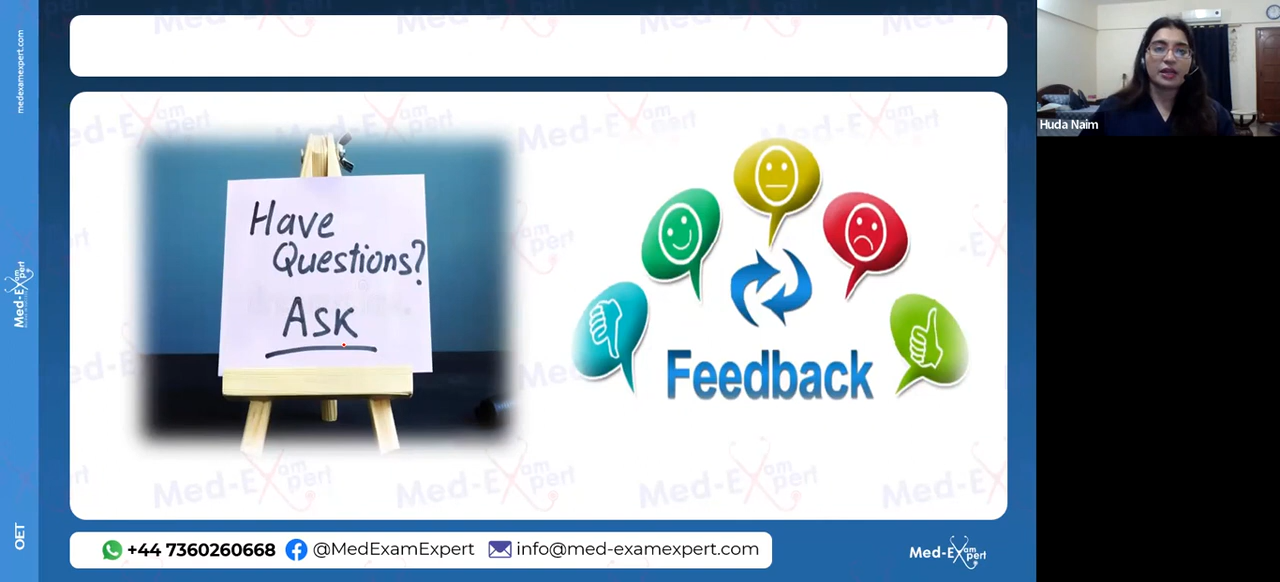 medexamexpert.com
Med-Exam Expert
OET
Have
Questions?
Ask
Feedback
Huda Naim
+44 7360260668
@MedExamExpert
info@med-examexpert.com
Med-Exam Expert